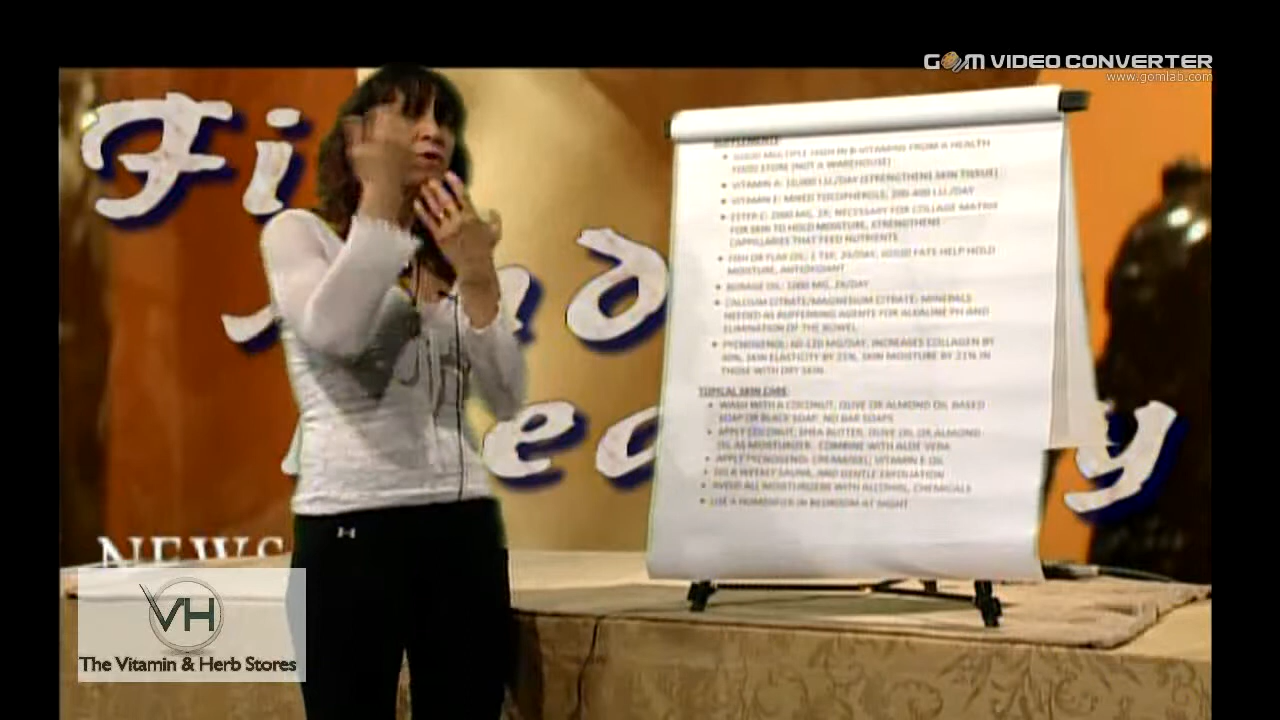 GOM VIDEO CONVERTER
www.gomlab.com
Find
ea y
NEWS
SUPPLEMENTS:
• GOOD MULTIPLE HIGH IN B VITAMINS FROM A HEALTH
FOOD STORE (NOT A WAREHOUSE)
• VITAMIN A: 10,000 I.U./DAY (STRENGTHENS SKIN TISSUE)
• VITAMIN E: MIXED TOCOPHEROLS, 200-400 I.U./DAY
• ESTER C: 2000 MG, 2X; NECESSARY FOR COLLAGE MATRIX
FOR SKIN TO HOLD MOISTURE, STRENGTHENS
CAPPILLARIES THAT FEED NUTRIENTS
• FISH OR FLAX OIL: 1 TSP, 2X/DAY, GOOD FATS HELP HOLD
MOISTURE, ANTIOXIDANT
• BORAGE OIL: 1000 MG, 2X/DAY
• CALCIUM CITRATE/MAGNESIUM CITRATE: MINERALS
NEEDED AS BUFFERING AGENTS FOR ALKALINE PH AND
ELIMINATION OF THE BOWEL
• PYCNOGENOL: 60-120 MG/DAY, INCREASES COLLAGEN BY
SKIN ELASTICITY BY 25%, SKIN MOISTURE BY 21% IN
THOSE WITH DRY SKIN.
TOPICAL SKIN CARE:
• WASH WITH A COCONUT, OLIVE OR ALMOND OIL BASED
SOAP OR BLACK SOAP, NO BAR SOAPS
• APPLY COCONUT, SHEA BUTTER, OLIVE OIL OR ALMOND
OIL AS MOISTURIZER. COMBINE WITH ALOE VERA
• APPLY PYCNOGENOL CREAM/GEL; VITAMIN E OIL
• DO A WEEKLY SAUNA, AND GENTLE EXFOLIATION
• AVOID ALL MOISTURIZERS WITH ALCOHOL, CHEMICALS
• USE A HUMIDIFIER IN BEDROOM AT NIGHT
VH
The Vitamin & Herb Stores